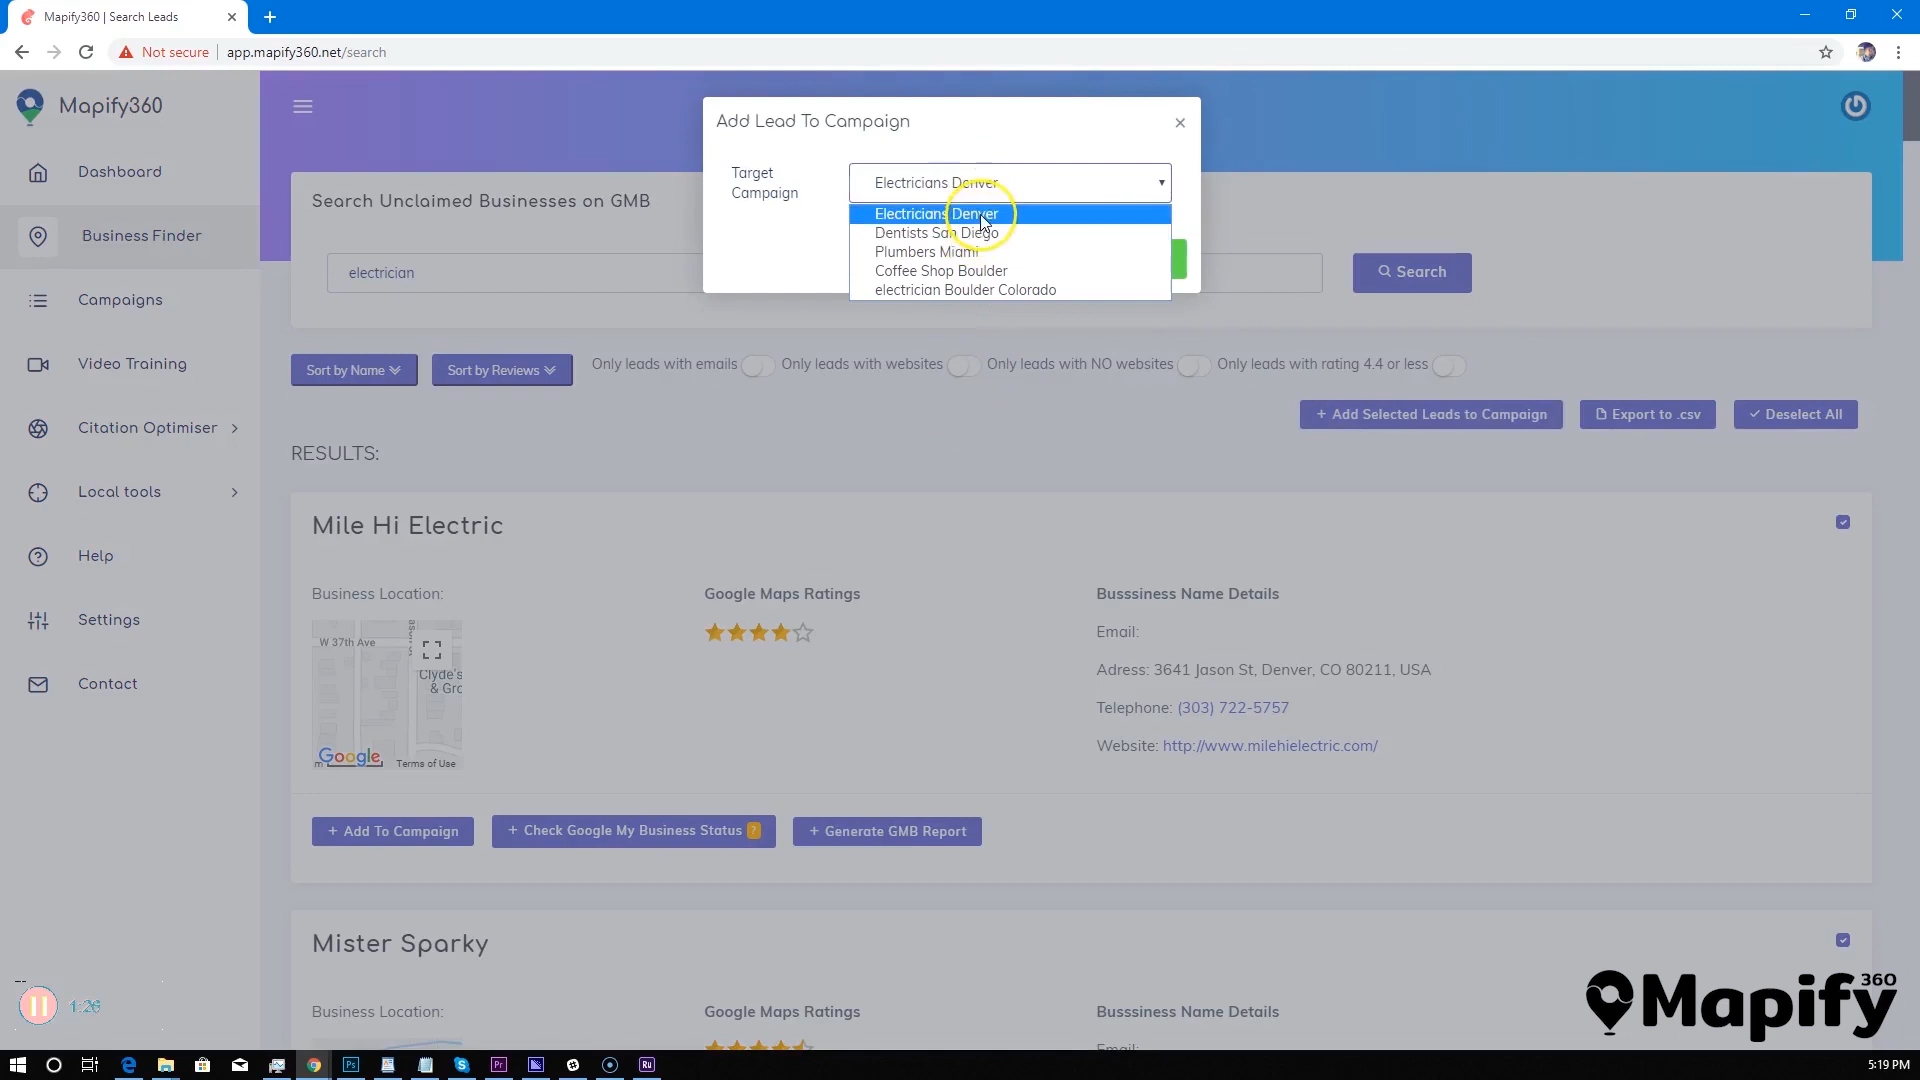 Mapify360 | Search Leads
Not secure
app.mapify360.net/search
Mapify360
Dashboard
Business Finder
Campaigns
Video Training
Citation Optimiser
Local tools
Help
Settings
Contact
1:26
Add Lead To Campaign
×
Target
Campaign
Electricians Denver
Electricians Denver
Dentists San Diego
Plumbers Miami
Coffee Shop Boulder
electrician Boulder Colorado
Search Unclaimed Businesses on GMB
electrician
Search
Sort by Name
Sort by Reviews
Only leads with emails
Only leads with websites
Only leads with NO websites
Only leads with rating 4.4 or less
+ Add Selected Leads to Campaign
Export to .csv
Deselect All
RESULTS:
Mile Hi Electric
Business Location:
W 37th Ave
Clyde's
& Gro
Google
Terms of Use
Google Maps Ratings
Busssiness Name Details
Email:
Adress: 3641 Jason St, Denver, CO 80211, USA
Telephone: (303) 722-5757
Website: http://www.milehielectric.com/
+ Add To Campaign
+ Check Google My Business Status ?
+ Generate GMB Report
Mister Sparky
Business Location:
Google Maps Ratings
Busssiness Name Details
Email:
Mapify 360
Ps
Pr
Ru
5:19 PM